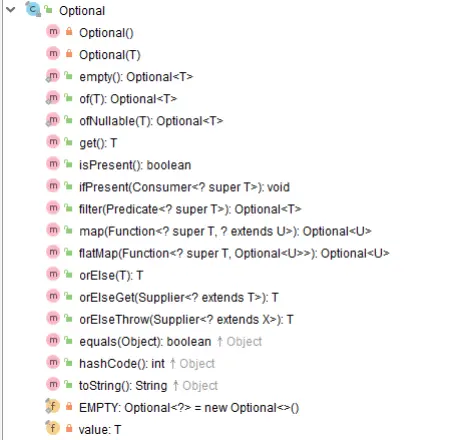 Optional
Optional()
Optional(T)
empty(): Optional<T>
of(T): Optional<T>
ofNullable(T): Optional<T>
get(): T
isPresent(): boolean
ifPresent(Consumer<? super T>): void
filter(Predicate<? super T>): Optional<T>
map(Function<? super T, ? extends U>): Optional<U>
flatMap(Function<? super T, Optional<U>>): Optional<U>
orElse(T): T
orElseGet(Supplier<? extends T>): T
orElseThrow(Supplier<? extends X>): T
equals(Object): boolean ↑Object
hashCode(): int ↑Object
toString(): String ↑Object
EMPTY: Optional<?> = new Optional<>()
value: T